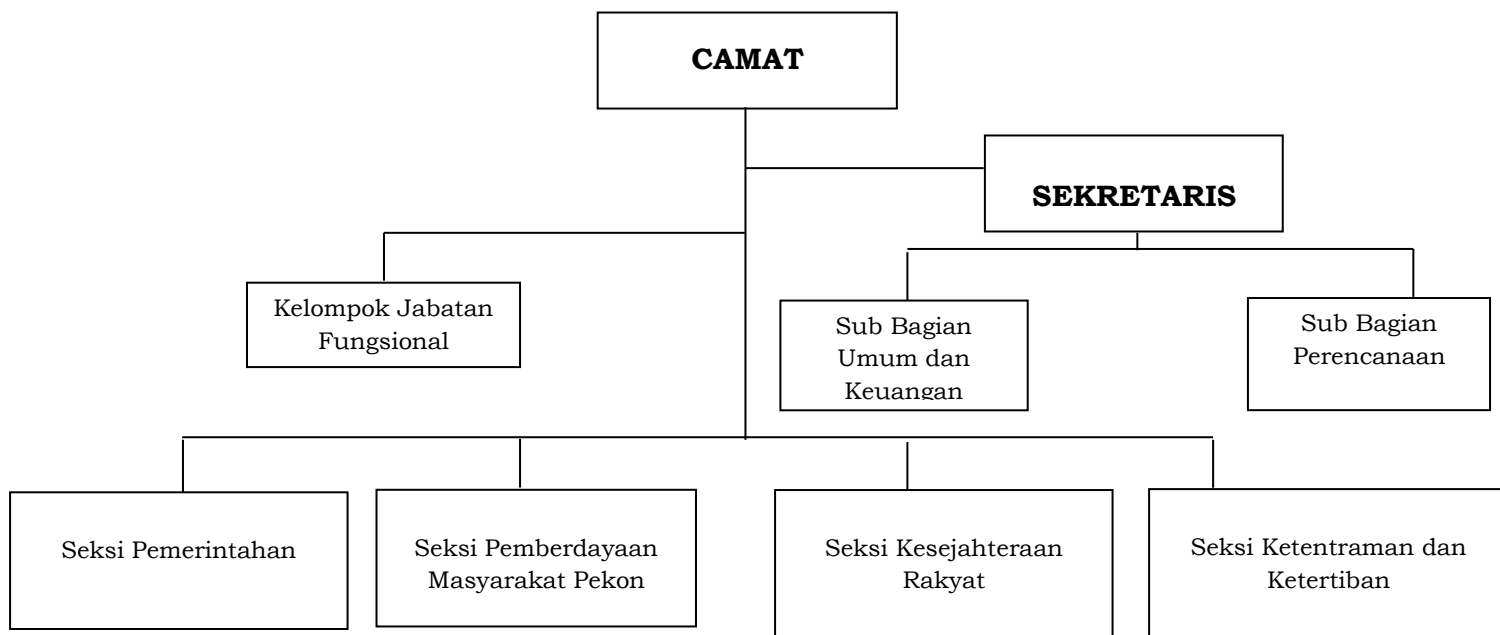 CAMAT
SEKRETARIS
Kelompok Jabatan
Fungsional
Sub Bagian
Umum dan
Keuangan
Sub Bagian
Perencanaan
Seksi Pemerintahan
Seksi Pemberdayaan
Masyarakat Pekon
Seksi Kesejahteraan
Rakyat
Seksi Ketentraman dan
Ketertiban